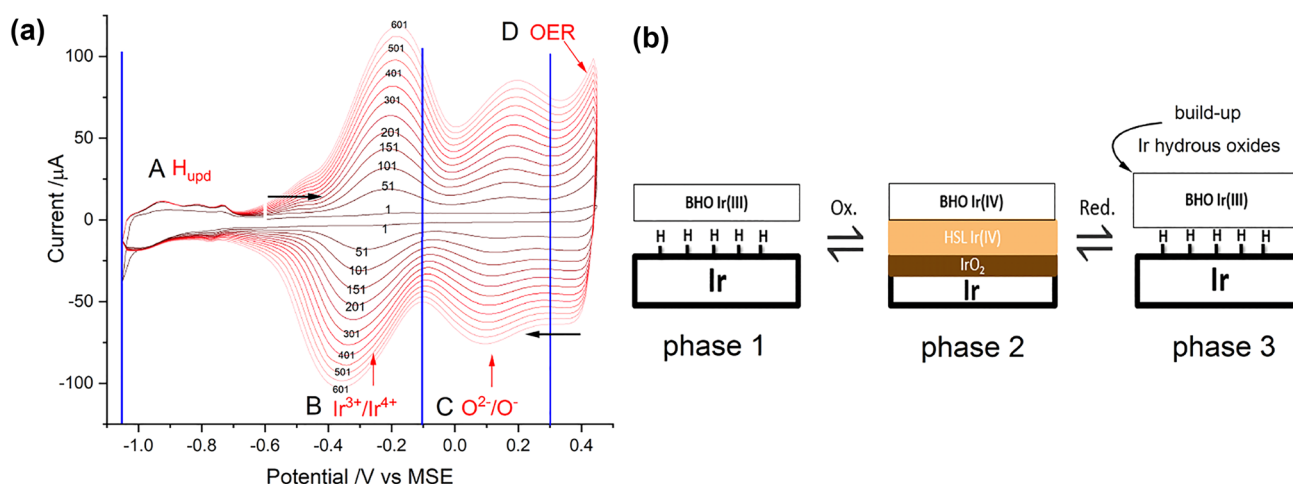 (a)
100
50
0
-50
-100
Current /μA
-1.0
-0.8
-0.6
-0.4
-0.2
0.0
0.2
0.4
Potential /V vs MSE
A H_upd
B Ir³⁺/Ir⁴⁺
C O²⁻/O⁻
D OER
601
501
401
301
201
151
101
51
1
1
51
101
151
201
301
401
501
601
(b)
build-up
Ir hydrous oxides
BHO Ir(III)
H H H H H
Ir
phase 1
Ox.
BHO Ir(IV)
HSL Ir(IV)
IrO₂
Ir
phase 2
Red.
BHO Ir(III)
H H H H H
Ir
phase 3